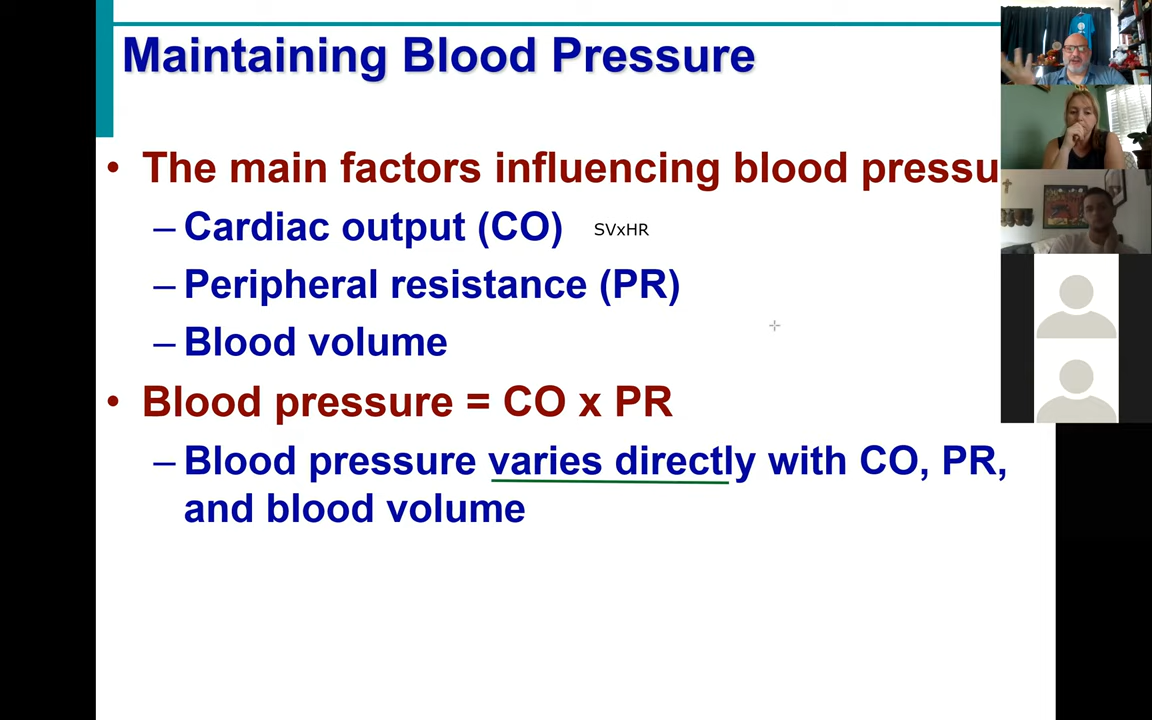 Maintaining Blood Pressure
• The main factors influencing blood pressu
– Cardiac output (CO) SVxHR
– Peripheral resistance (PR)
– Blood volume
• Blood pressure = CO x PR
– Blood pressure varies directly with CO, PR,
and blood volume